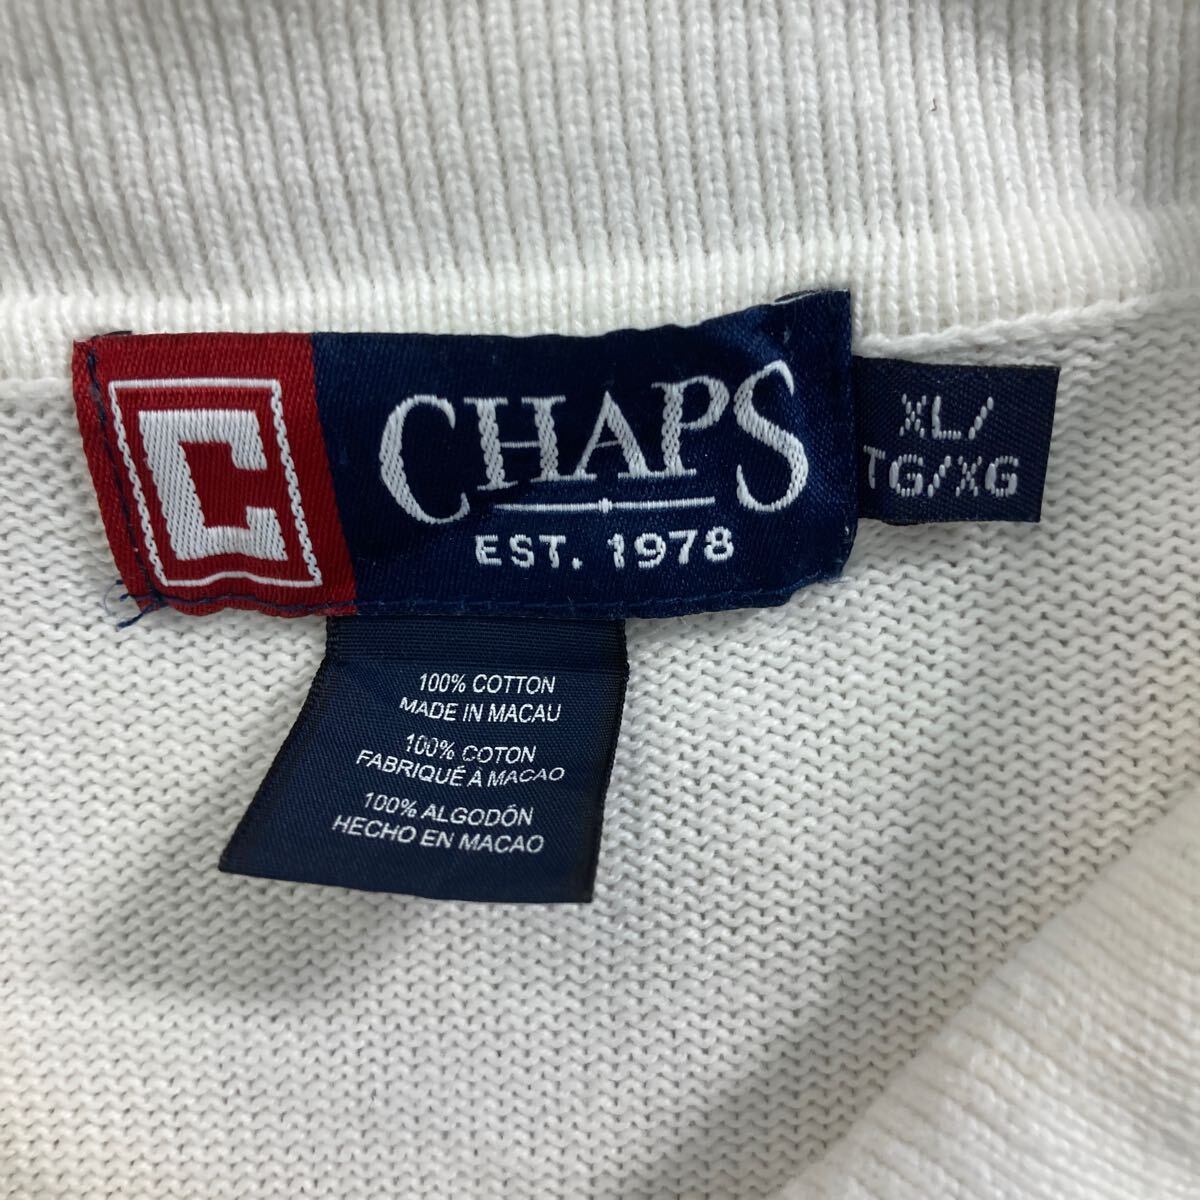 C
CHAPS
EST. 1978
XL/
TG/XG
100% COTTON
MADE IN MACAU
100% COTON
FABRIQUÉ A MACAO
100% ALGODÓN
HECHO EN MACAO